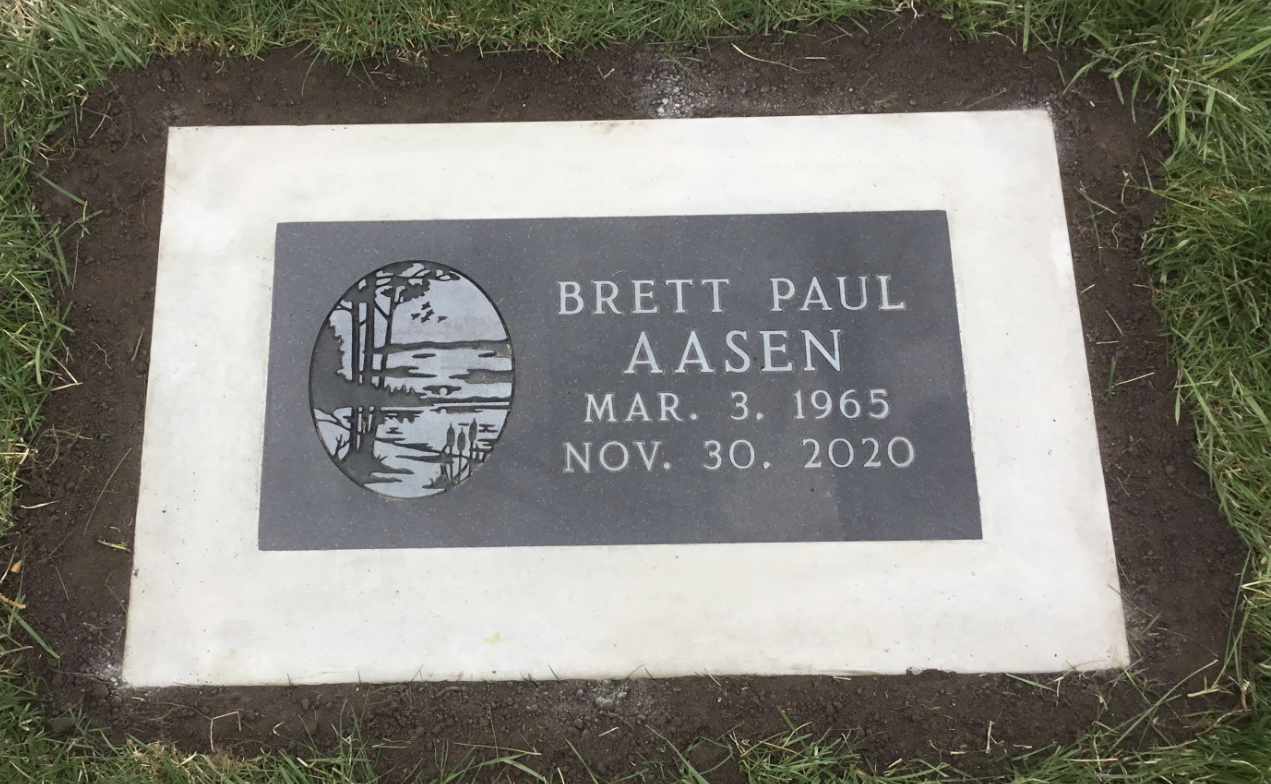 BRETT PAUL
AASEN
MAR. 3. 1965
NOV. 30. 2020